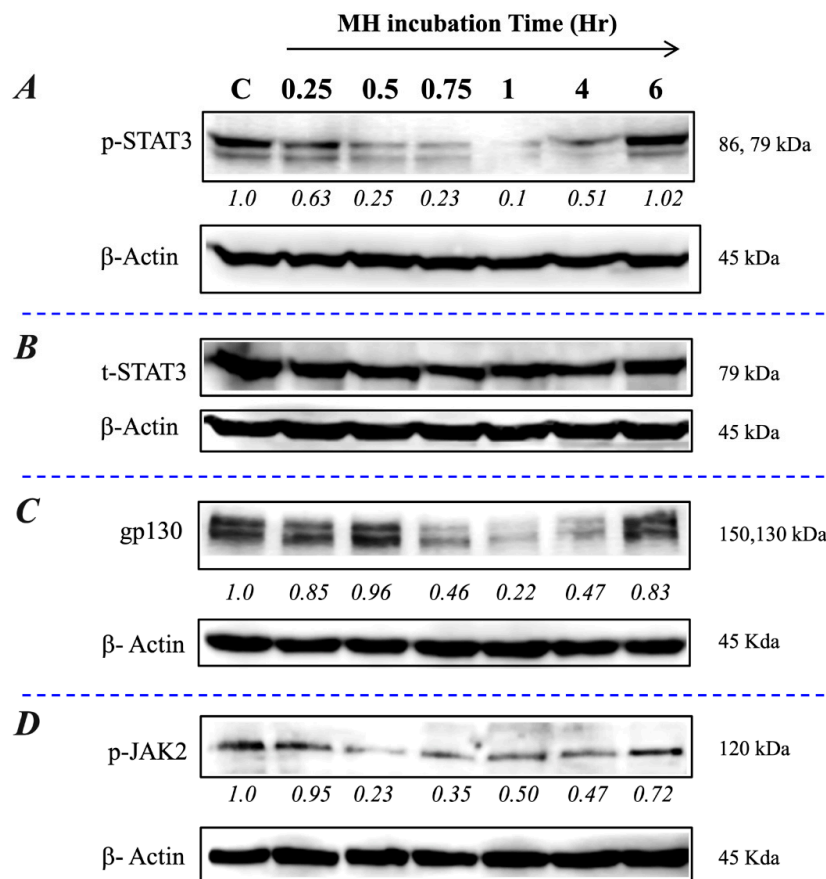 MH incubation Time (Hr)
A
C 0.25 0.5 0.75 1 4 6
p-STAT3
86, 79 kDa
1.0 0.63 0.25 0.23 0.1 0.51 1.02
β-Actin
45 kDa
B
t-STAT3
79 kDa
β-Actin
45 kDa
C
gp130
150,130 kDa
1.0 0.85 0.96 0.46 0.22 0.47 0.83
β- Actin
45 Kda
D
p-JAK2
120 kDa
1.0 0.95 0.23 0.35 0.50 0.47 0.72
β- Actin
45 Kda